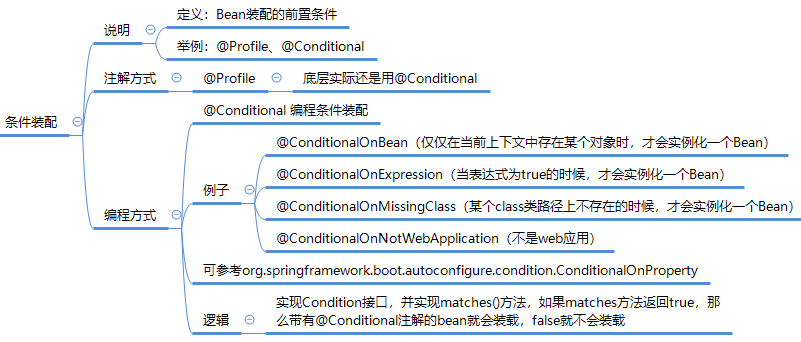 条件装配
说明
定义：Bean装配的前置条件
举例：@Profile、@Conditional
注解方式
@Profile
底层实际还是用@Conditional
编程方式
@Conditional 编程条件装配
例子
@ConditionalOnBean（仅仅在当前上下文中存在某个对象时，才会实例化一个Bean）
@ConditionalOnExpression（当表达式为true的时候，才会实例化一个Bean）
@ConditionalOnMissingClass（某个class类路径上不存在的时候，才会实例化一个Bean）
@ConditionalOnNotWebApplication（不是web应用）
可参考org.springframework.boot.autoconfigure.condition.ConditionalOnProperty
逻辑
实现Condition接口，并实现matches()方法，如果matches方法返回true，那
么带有@Conditional注解的bean就会装载，false就不会装载